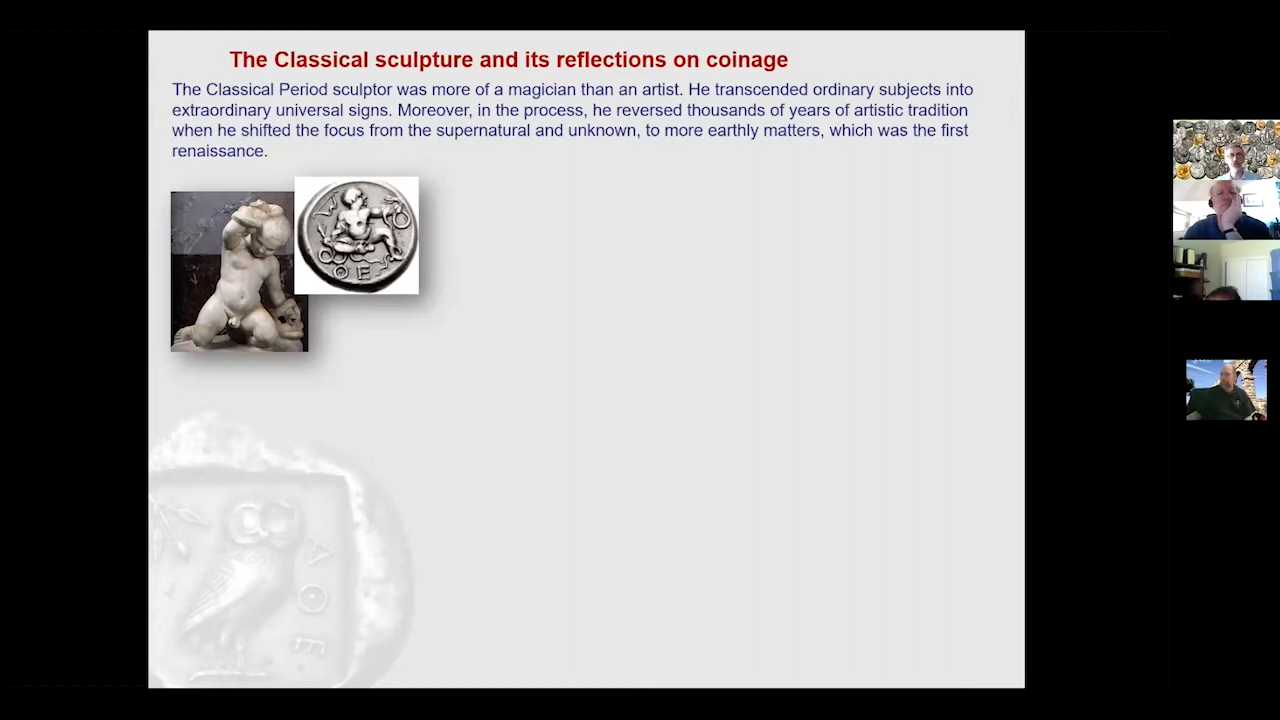 The Classical sculpture and its reflections on coinage
The Classical Period sculptor was more of a magician than an artist. He transcended ordinary subjects into
extraordinary universal signs. Moreover, in the process, he reversed thousands of years of artistic tradition
when he shifted the focus from the supernatural and unknown, to more earthly matters, which was the first
renaissance.
ΘΕ
ΑΘΕ